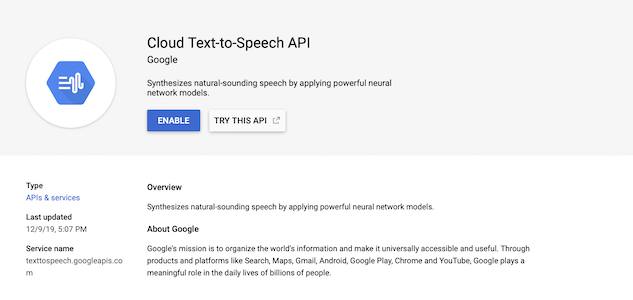 Cloud Text-to-Speech API
Google
Synthesizes natural-sounding speech by applying powerful neural
network models.
ENABLE
TRY THIS API
Type
APIs & services
Last updated
12/9/19, 5:07 PM
Service name
texttospeech.googleapis.co
m
Overview
Synthesizes natural-sounding speech by applying powerful neural network models.
About Google
Google's mission is to organize the world's information and make it universally accessible and useful. Through
products and platforms like Search, Maps, Gmail, Android, Google Play, Chrome and YouTube, Google plays a
meaningful role in the daily lives of billions of people.